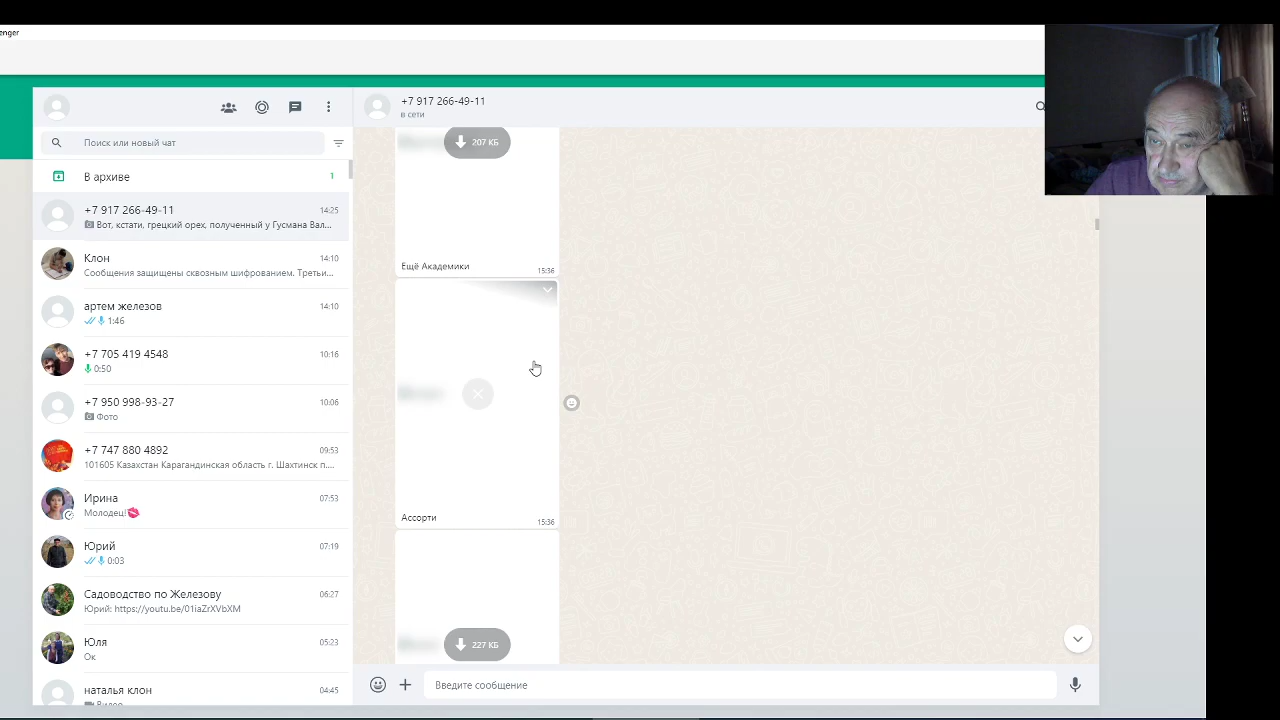 enger
+7 917 266-49-11
в сети
Поиск или новый чат
В архиве
1
+7 917 266-49-11
14:25
Вот, кстати, грецкий орех, полученный у Гусмана Вал...
Клон
14:10
Сообщения защищены сквозным шифрованием. Третьи...
артем железов
14:10
1:46
+7 705 419 4548
10:16
0:50
+7 950 998-93-27
10:06
Фото
+7 747 880 4892
09:53
101605 Казахстан Карагандинская область г. Шахтинск п....
Ирина
07:53
Молодец!💋
Юрий
07:19
0:03
Садоводство по Железову
06:27
Юрий: https://youtu.be/01iaZrXVbXM
Юля
05:23
Ок
наталья клон
04:45
Видео
207 КБ
Ещё Академики
15:36
Ассорти
15:36
227 КБ
Введите сообщение